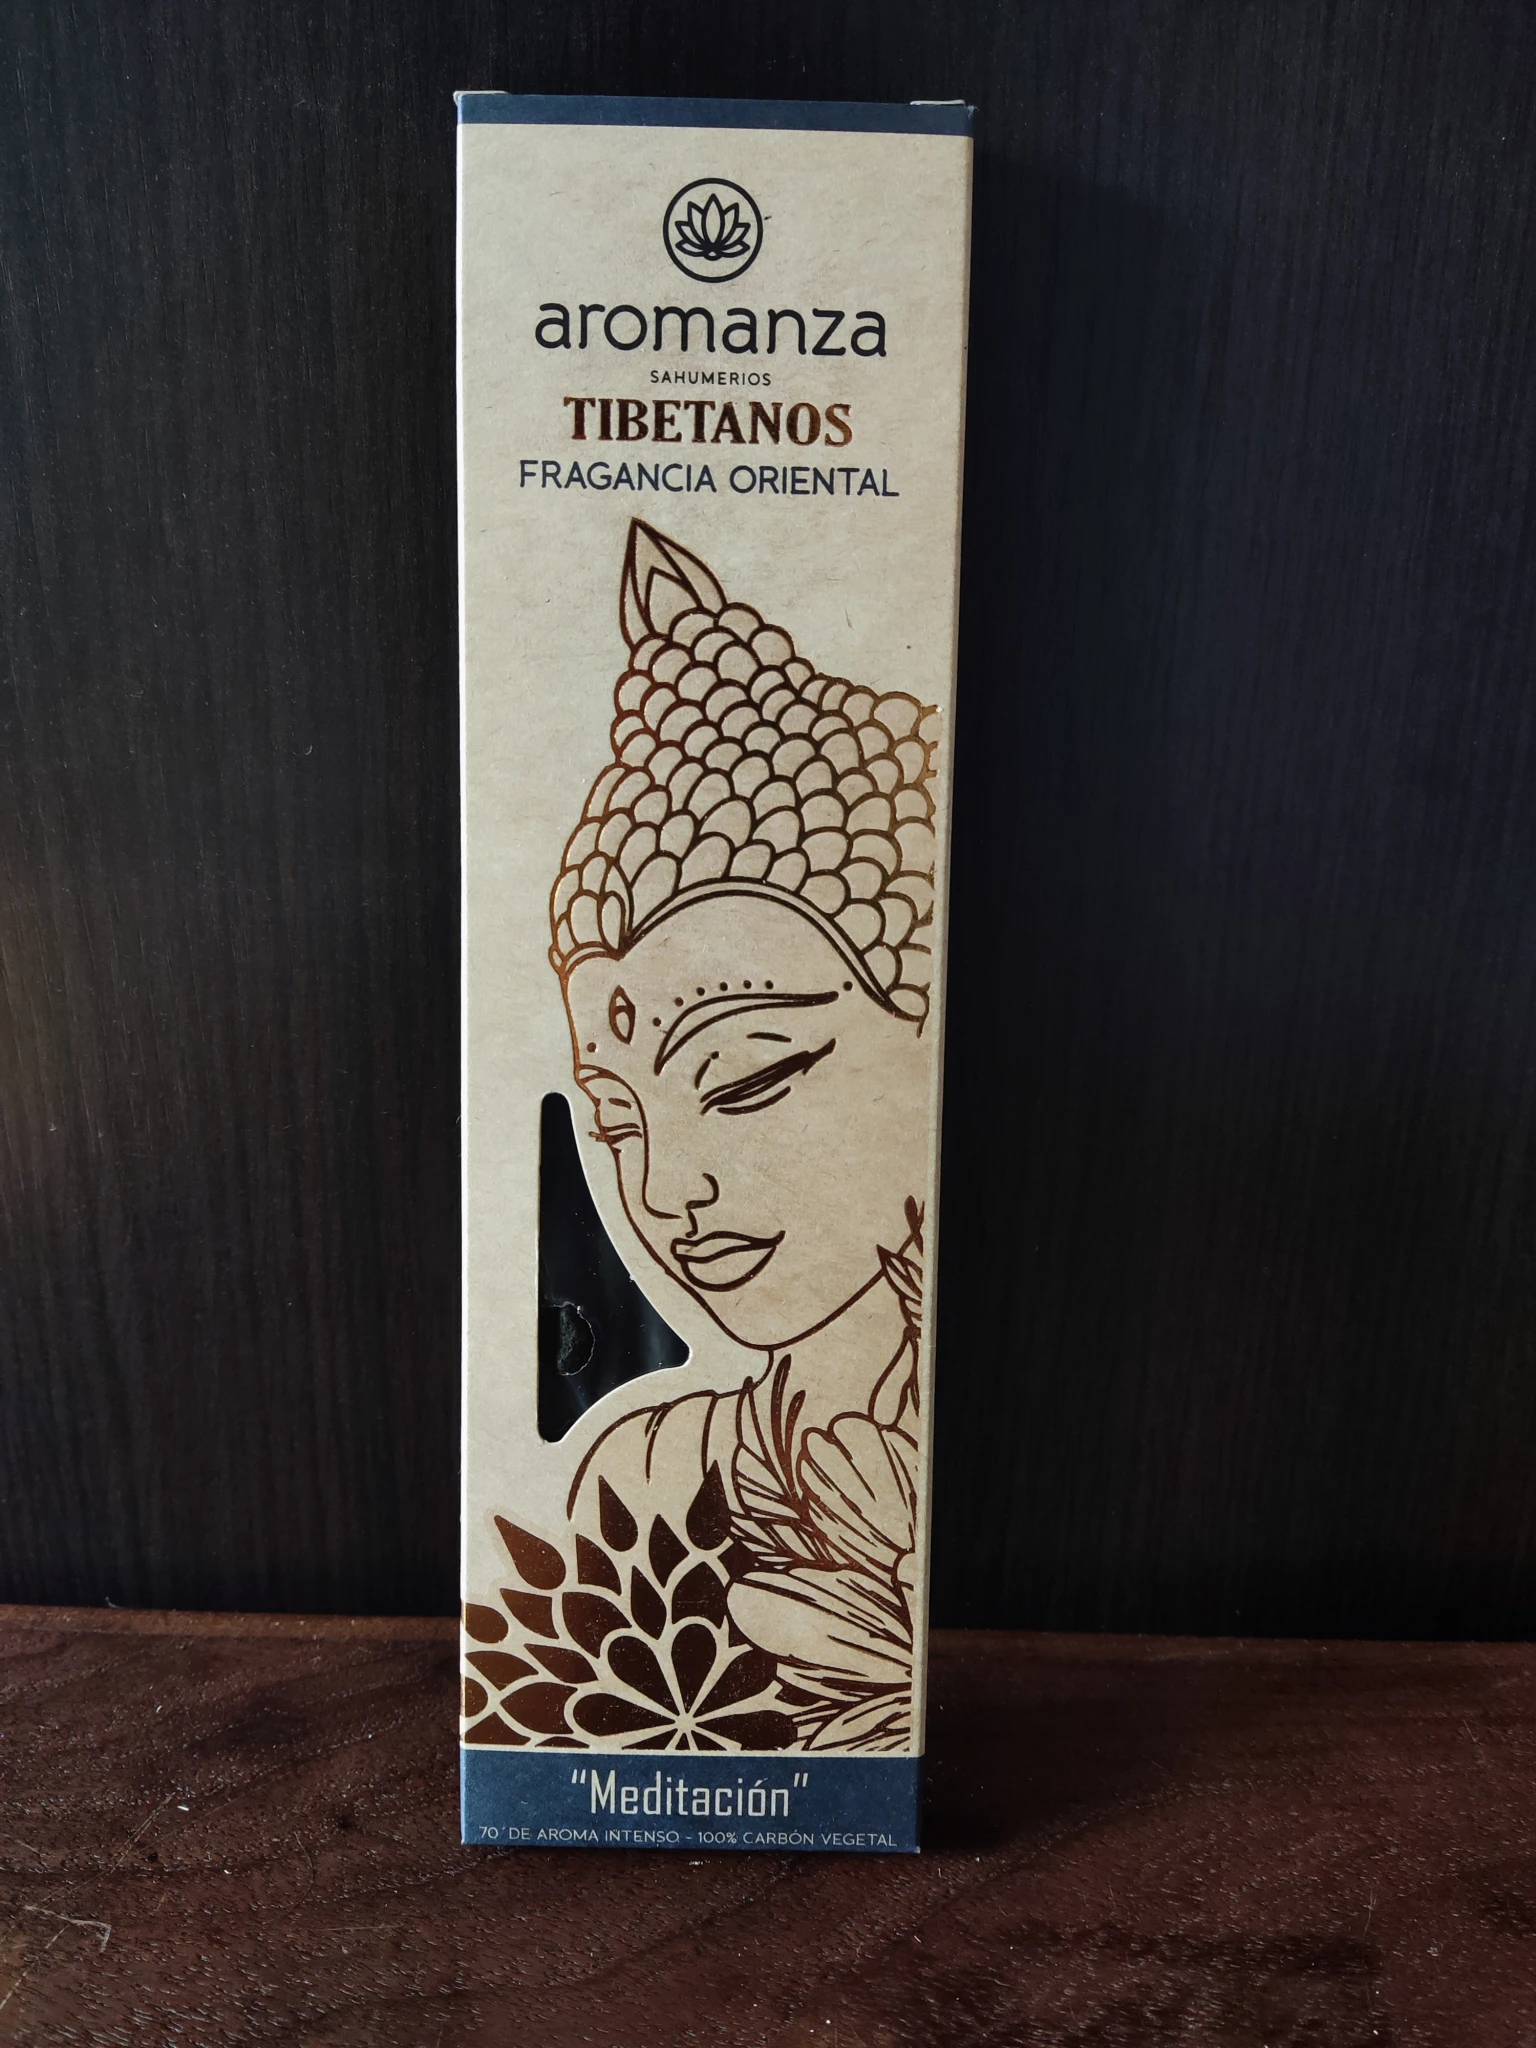 aromanza
SAHUMERIOS
TIBETANOS
FRAGANCIA ORIENTAL
"Meditación"
70´ DE AROMA INTENSO - 100% CARBÓN VEGETAL